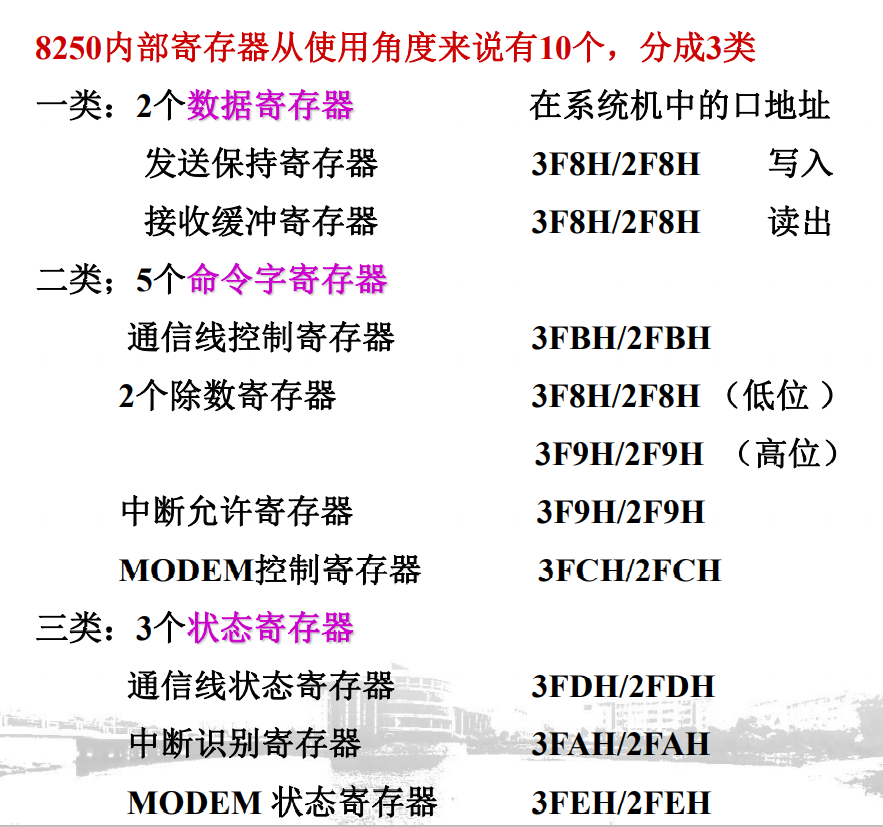 8250内部寄存器从使用角度来说有10个，分成3类
一类：2个数据寄存器 在系统机中的口地址
发送保持寄存器 3F8H/2F8H 写入
接收缓冲寄存器 3F8H/2F8H 读出
二类；5个命令字寄存器
通信线控制寄存器 3FBH/2FBH
2个除数寄存器 3F8H/2F8H （低位 ）
3F9H/2F9H （高位）
中断允许寄存器 3F9H/2F9H
MODEM控制寄存器 3FCH/2FCH
三类：3个状态寄存器
通信线状态寄存器 3FDH/2FDH
中断识别寄存器 3FAH/2FAH
MODEM 状态寄存器 3FEH/2FEH